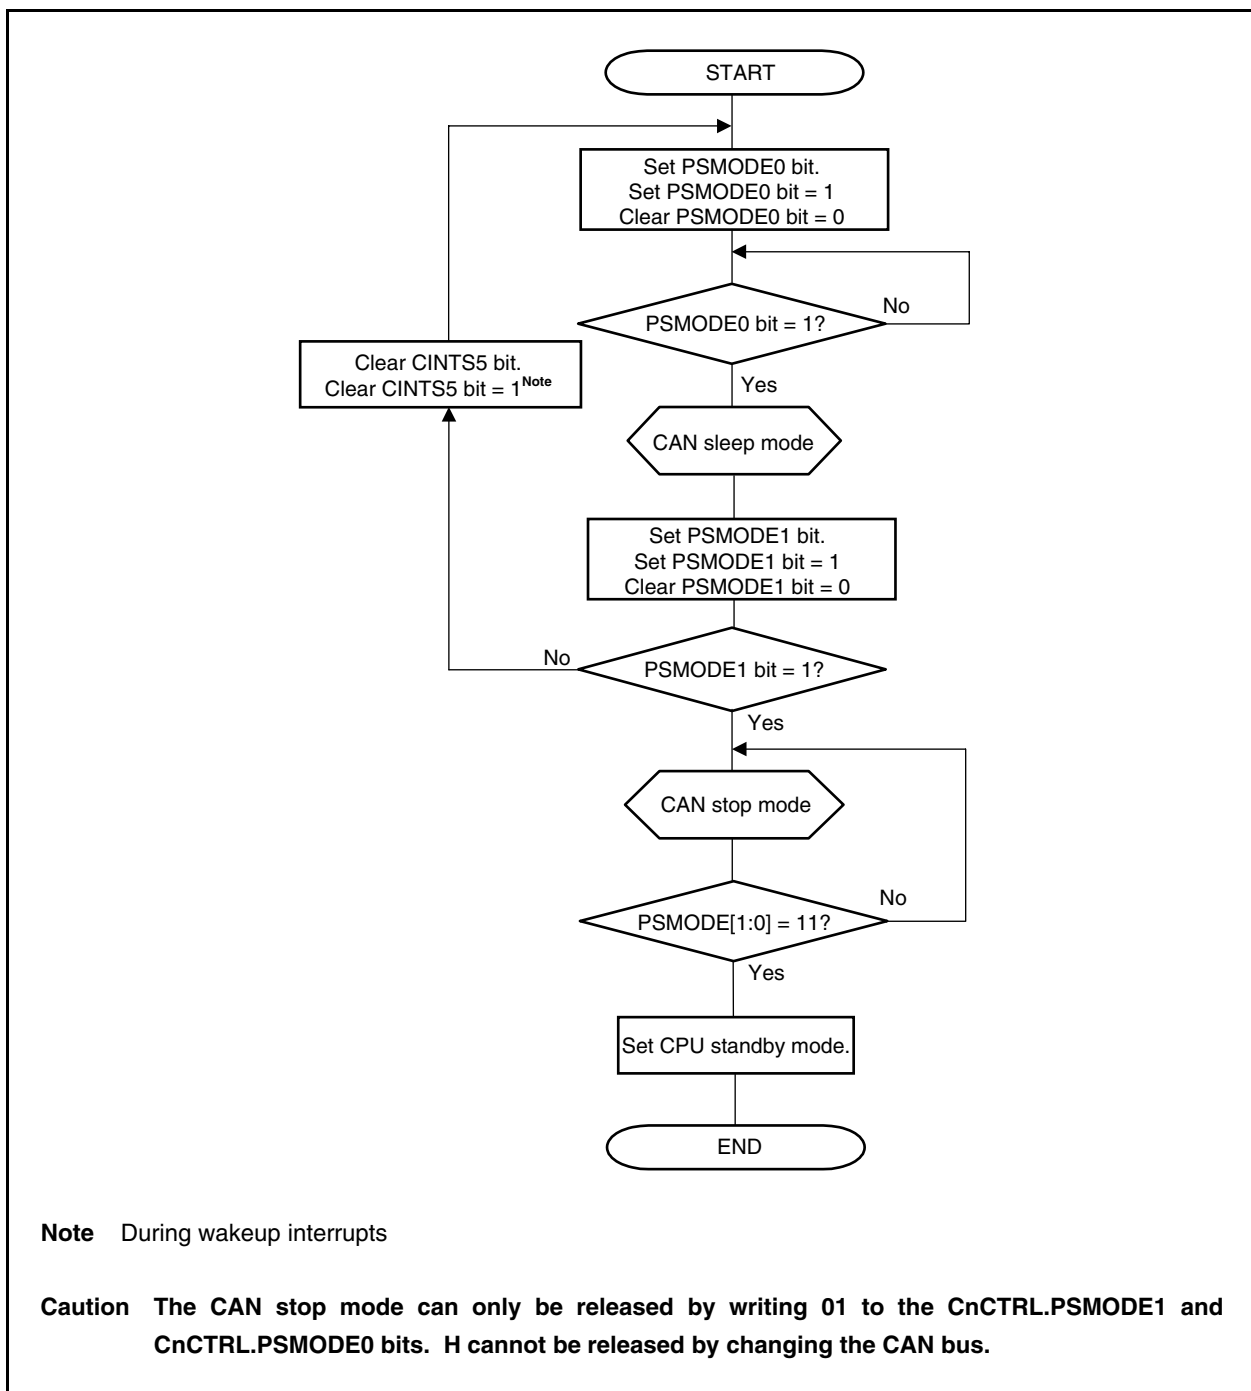 START
Set PSMODE0 bit.
Set PSMODE0 bit = 1
Clear PSMODE0 bit = 0
No
PSMODE0 bit = 1?
Clear CINTS5 bit.
Clear CINTS5 bit = 1Note
Yes
CAN sleep mode
Set PSMODE1 bit.
Set PSMODE1 bit = 1
Clear PSMODE1 bit = 0
No
PSMODE1 bit = 1?
Yes
CAN stop mode
No
PSMODE[1:0] = 11?
Yes
Set CPU standby mode.
END
Note During wakeup interrupts
Caution The CAN stop mode can only be released by writing 01 to the CnCTRL.PSMODE1 and
CnCTRL.PSMODE0 bits. H cannot be released by changing the CAN bus.